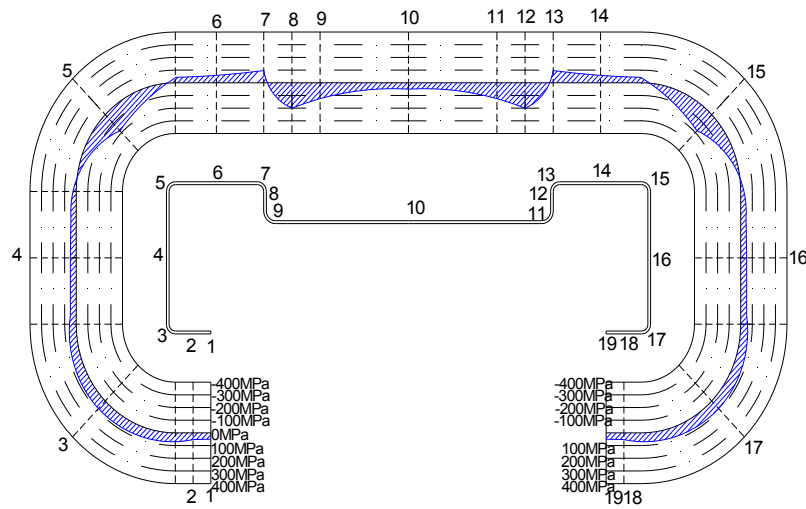 6 7 8 9 10 11 12 13 14
5 15
5 6 7 13 14 15
8 12
9 10 11
4 4 16 16
3 2 1 19 18 17
-400MPa -400MPa
-300MPa -300MPa
-200MPa -200MPa
-100MPa -100MPa
0MPa
3 17
100MPa 100MPa
200MPa 200MPa
300MPa 300MPa
400MPa 400MPa
2 1 19 18